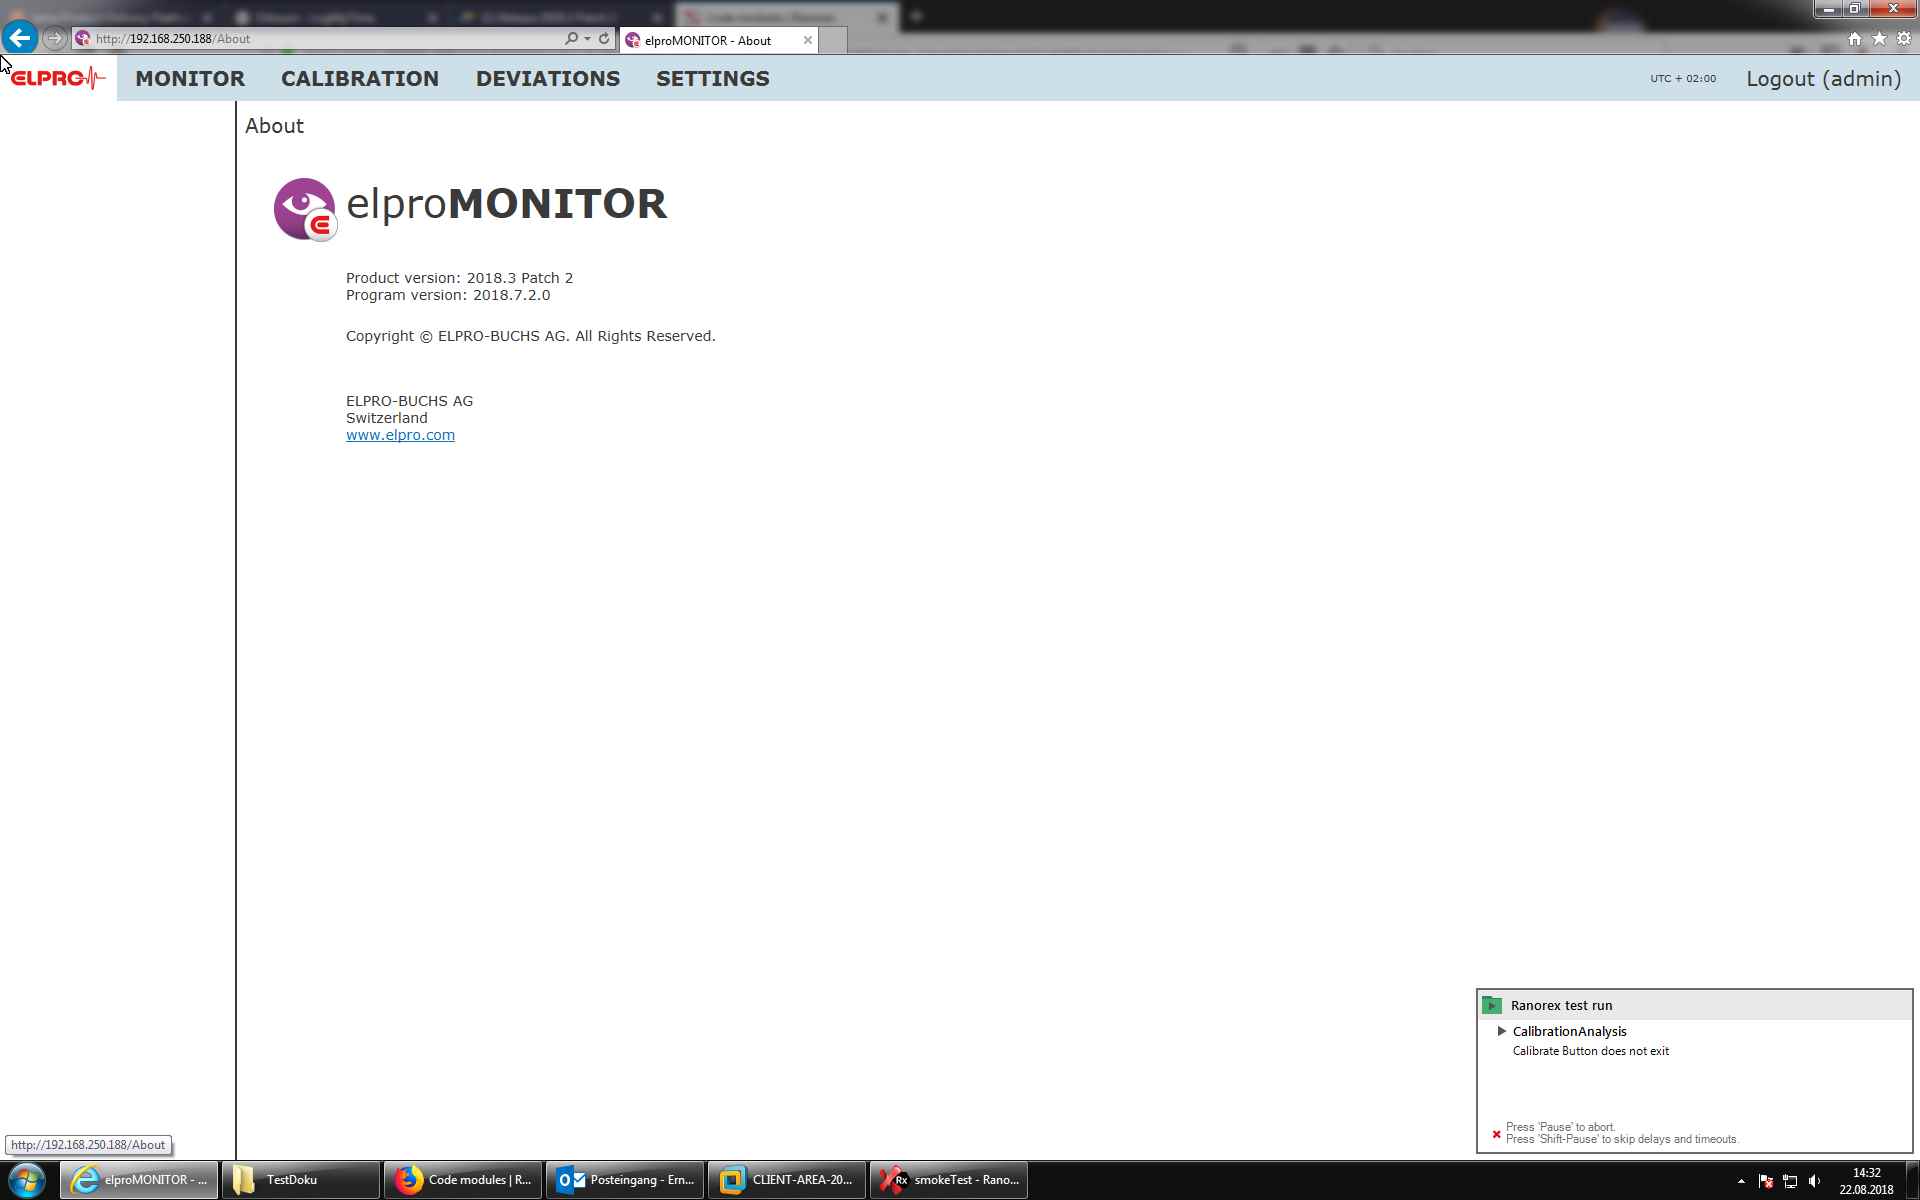 http://192.168.250.188/About
elproMONITOR - About
ELPRO
MONITOR
CALIBRATION
DEVIATIONS
SETTINGS
UTC + 02:00
Logout (admin)
About
elproMONITOR
Product version: 2018.3 Patch 2
Program version: 2018.7.2.0
Copyright © ELPRO-BUCHS AG. All Rights Reserved.
ELPRO-BUCHS AG
Switzerland
www.elpro.com
Ranorex test run
CalibrationAnalysis
Calibrate Button does not exit
Press 'Pause' to abort.
Press 'Shift-Pause' to skip delays and timeouts.
http://192.168.250.188/About
elproMONITOR - ...
TestDoku
Code modules | R...
Posteingang - Ern...
CLIENT-AREA-20...
Rx
smokeTest - Rano...
14:32
22.08.2018